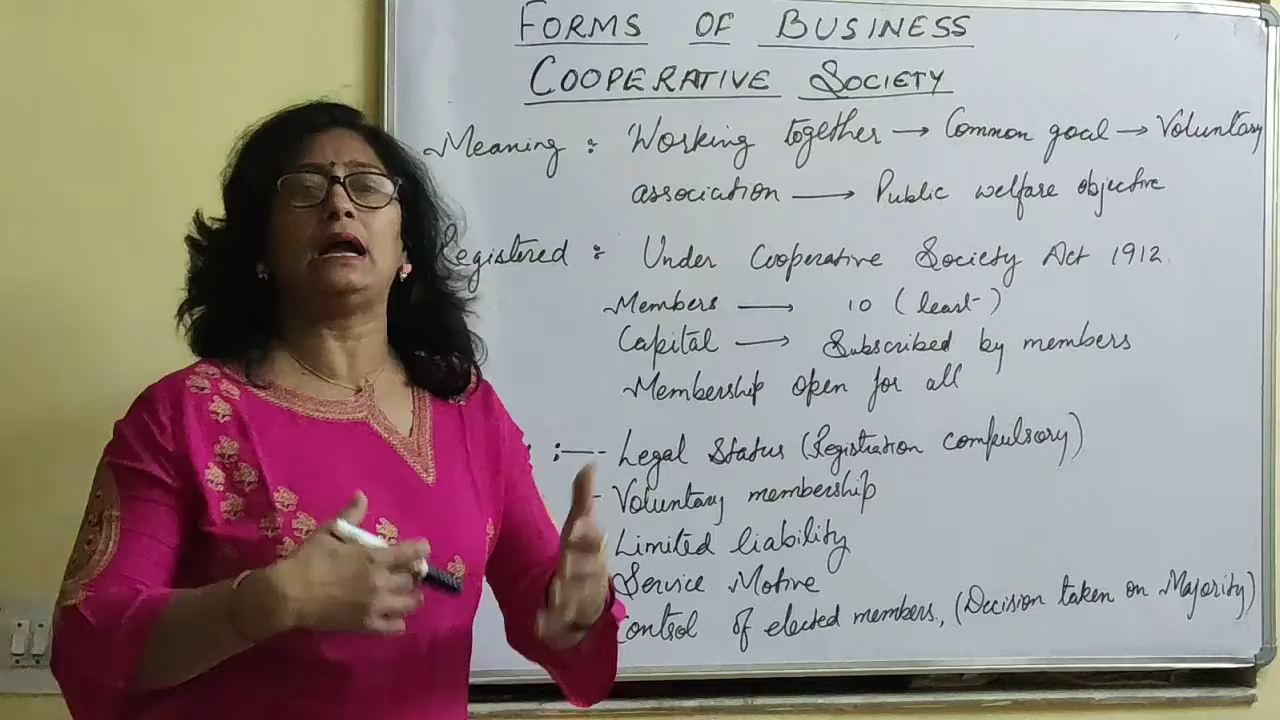 FORMS OF BUSINESS
COOPERATIVE SOCIETY
Meaning : Working together → Common goal → Voluntary
association → Public welfare objective
Registered : Under Cooperative Society Act 1912.
Members → 10 (least)
Capital → Subscribed by members
Membership open for all
:— - Legal Status (Registration compulsory)
- Voluntary membership
Limited liability
Service Motive
Control of elected members, (Decision taken on Majority)